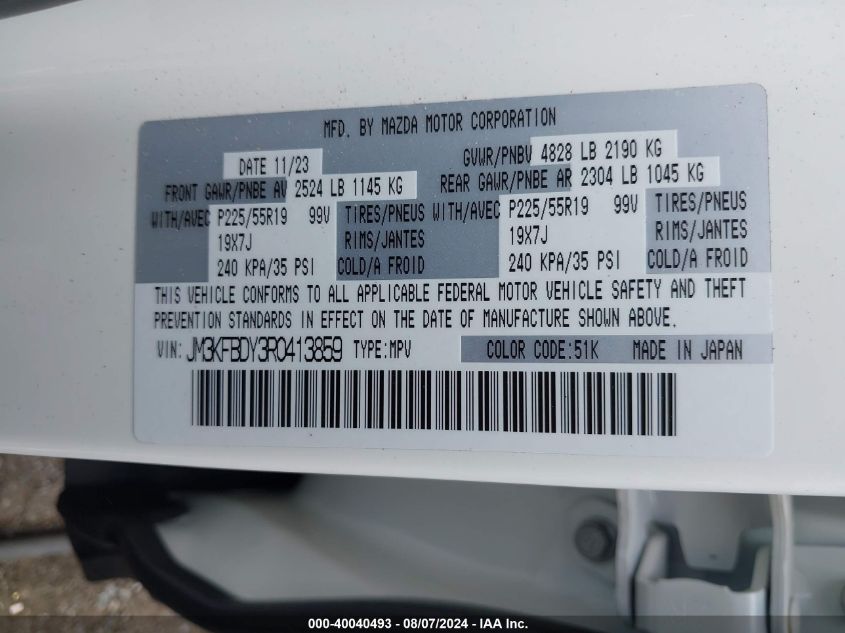 MFD. BY MAZDA MOTOR CORPORATION
DATE 11/23 GVWR/PNBV 4828 LB 2190 KG
FRONT GAWR/PNBE AV 2524 LB 1145 KG REAR GAWR/PNBE AR 2304 LB 1045 KG
WITH/AVEC P225/55R19 99V TIRES/PNEUS WITH/AVEC P225/55R19 99V TIRES/PNEUS
19X7J RIMS/JANTES 19X7J RIMS/JANTES
240 KPA/35 PSI COLD/A FROID 240 KPA/35 PSI COLD/A FROID
THIS VEHICLE CONFORMS TO ALL APPLICABLE FEDERAL MOTOR VEHICLE SAFETY AND THEFT
PREVENTION STANDARDS IN EFFECT ON THE DATE OF MANUFACTURE SHOWN ABOVE.
VIN: JM3KFBDY3R0413859 TYPE:MPV COLOR CODE:51K MADE IN JAPAN
000-40040493 - 08/07/2024 - IAA Inc.